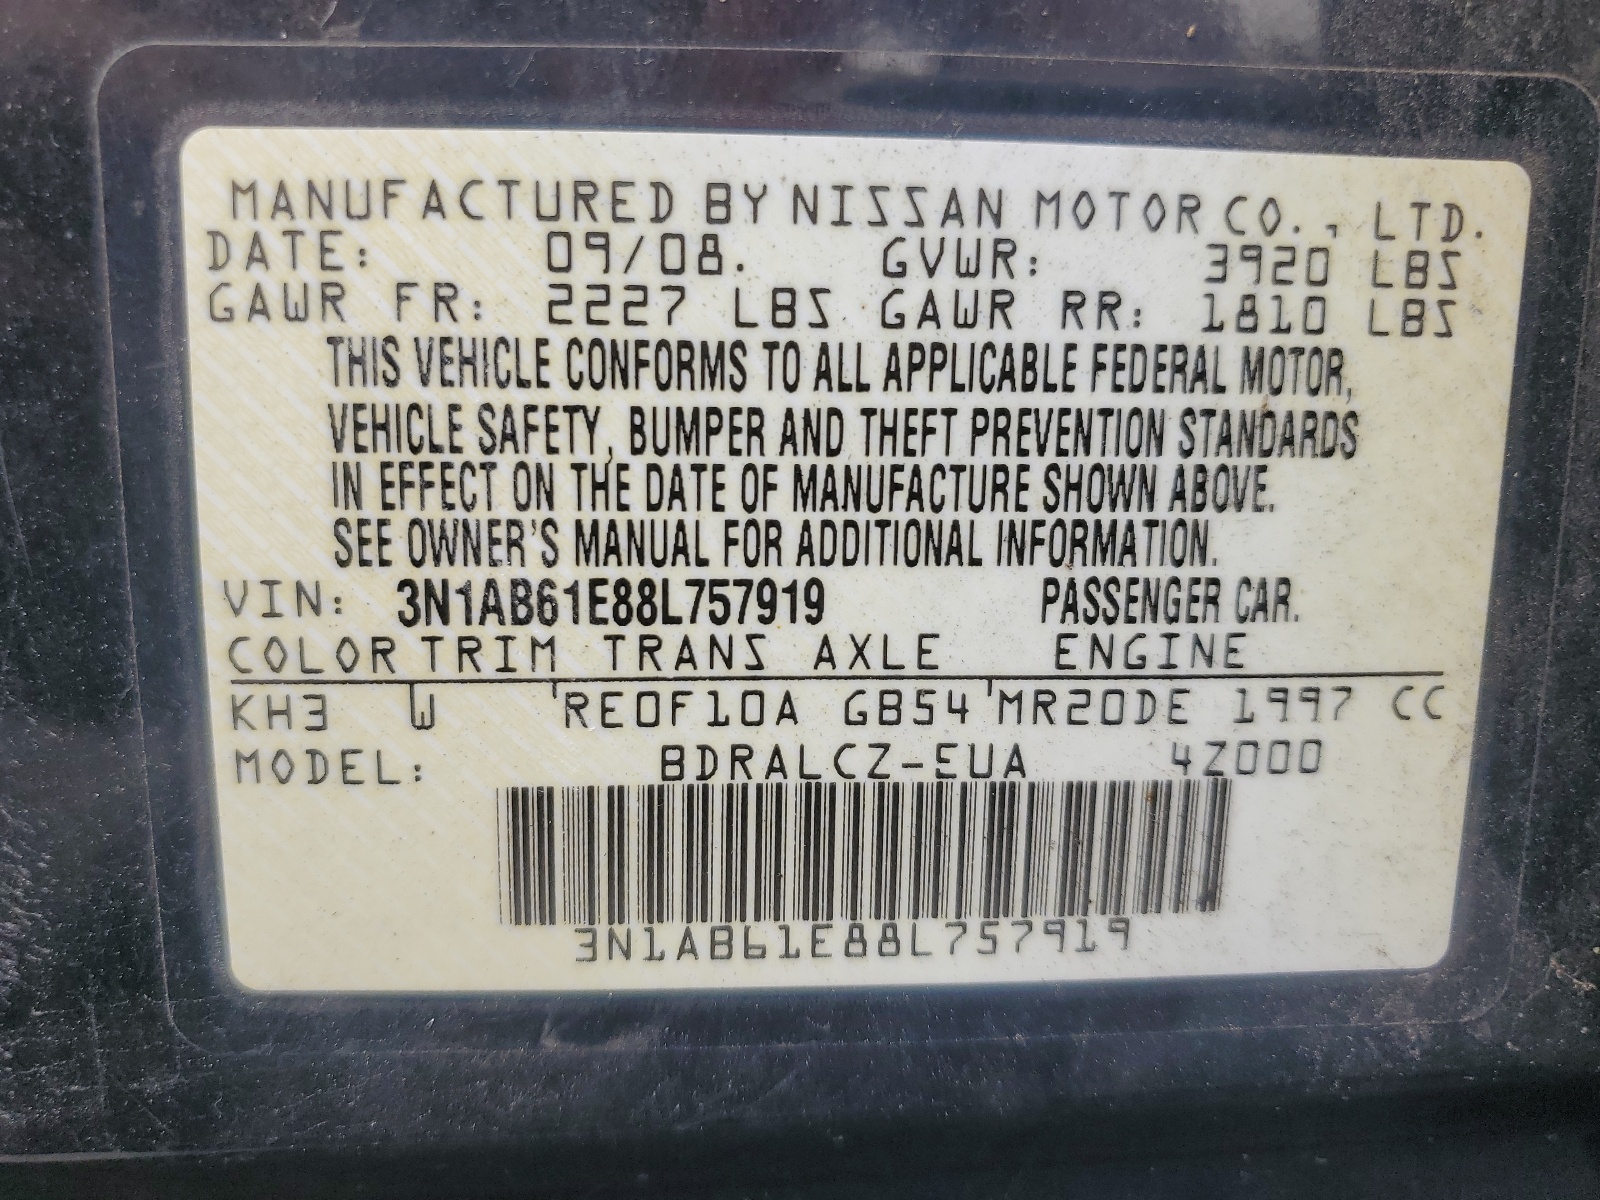 MANUFACTURED BY NISSAN MOTOR CO., LTD.
DATE: 09/08. GVWR: 3920 LBS
GAWR FR: 2227 LBS GAWR RR: 1810 LBS
THIS VEHICLE CONFORMS TO ALL APPLICABLE FEDERAL MOTOR,
VEHICLE SAFETY, BUMPER AND THEFT PREVENTION STANDARDS
IN EFFECT ON THE DATE OF MANUFACTURE SHOWN ABOVE.
SEE OWNER'S MANUAL FOR ADDITIONAL INFORMATION.
VIN: 3N1AB61E88L757919 PASSENGER CAR.
COLOR TRIM TRANS AXLE ENGINE
KH3 W 'RE0F10A GB54 'MR20DE 1997 CC
MODEL: BDRALCZ-EUA 4Z000
3N1AB61E88L757919